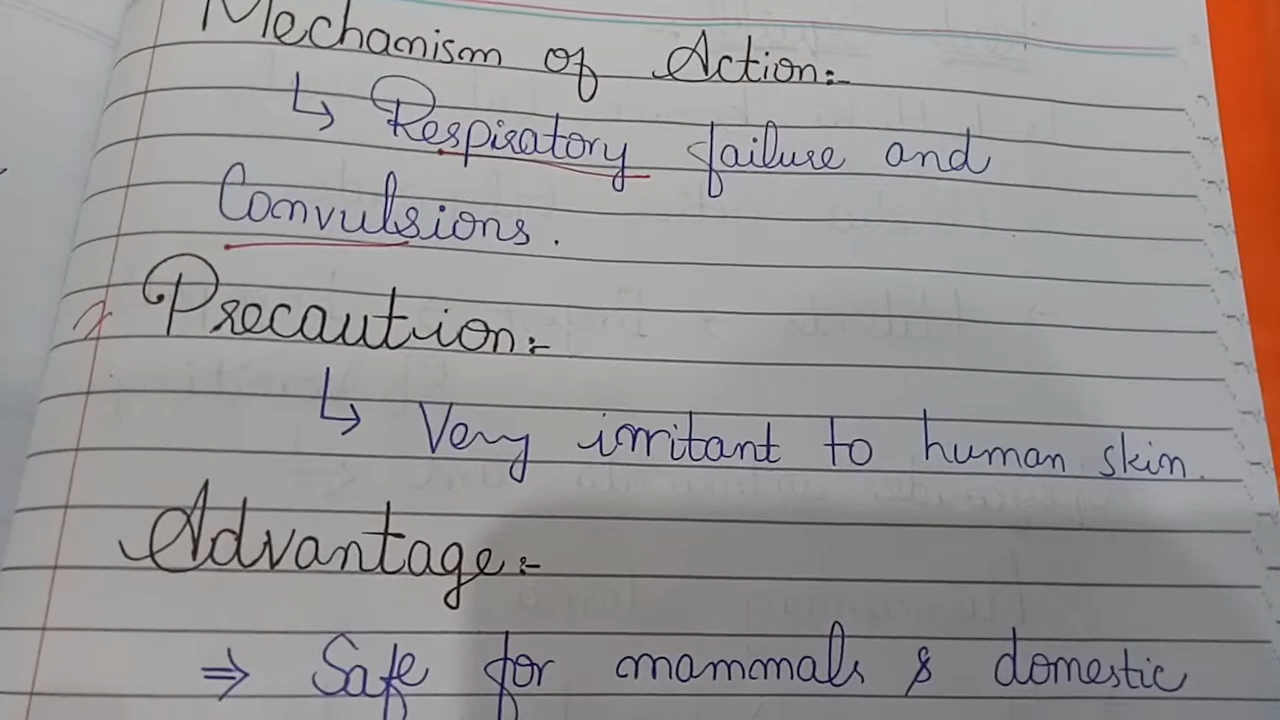 Mechanism of Action:-
↳ Respiratory failure and
Convulsions.
Precaution:-
↳ Very irritant to human skin.
Advantage:-
⇒ Safe for mammals & domestic